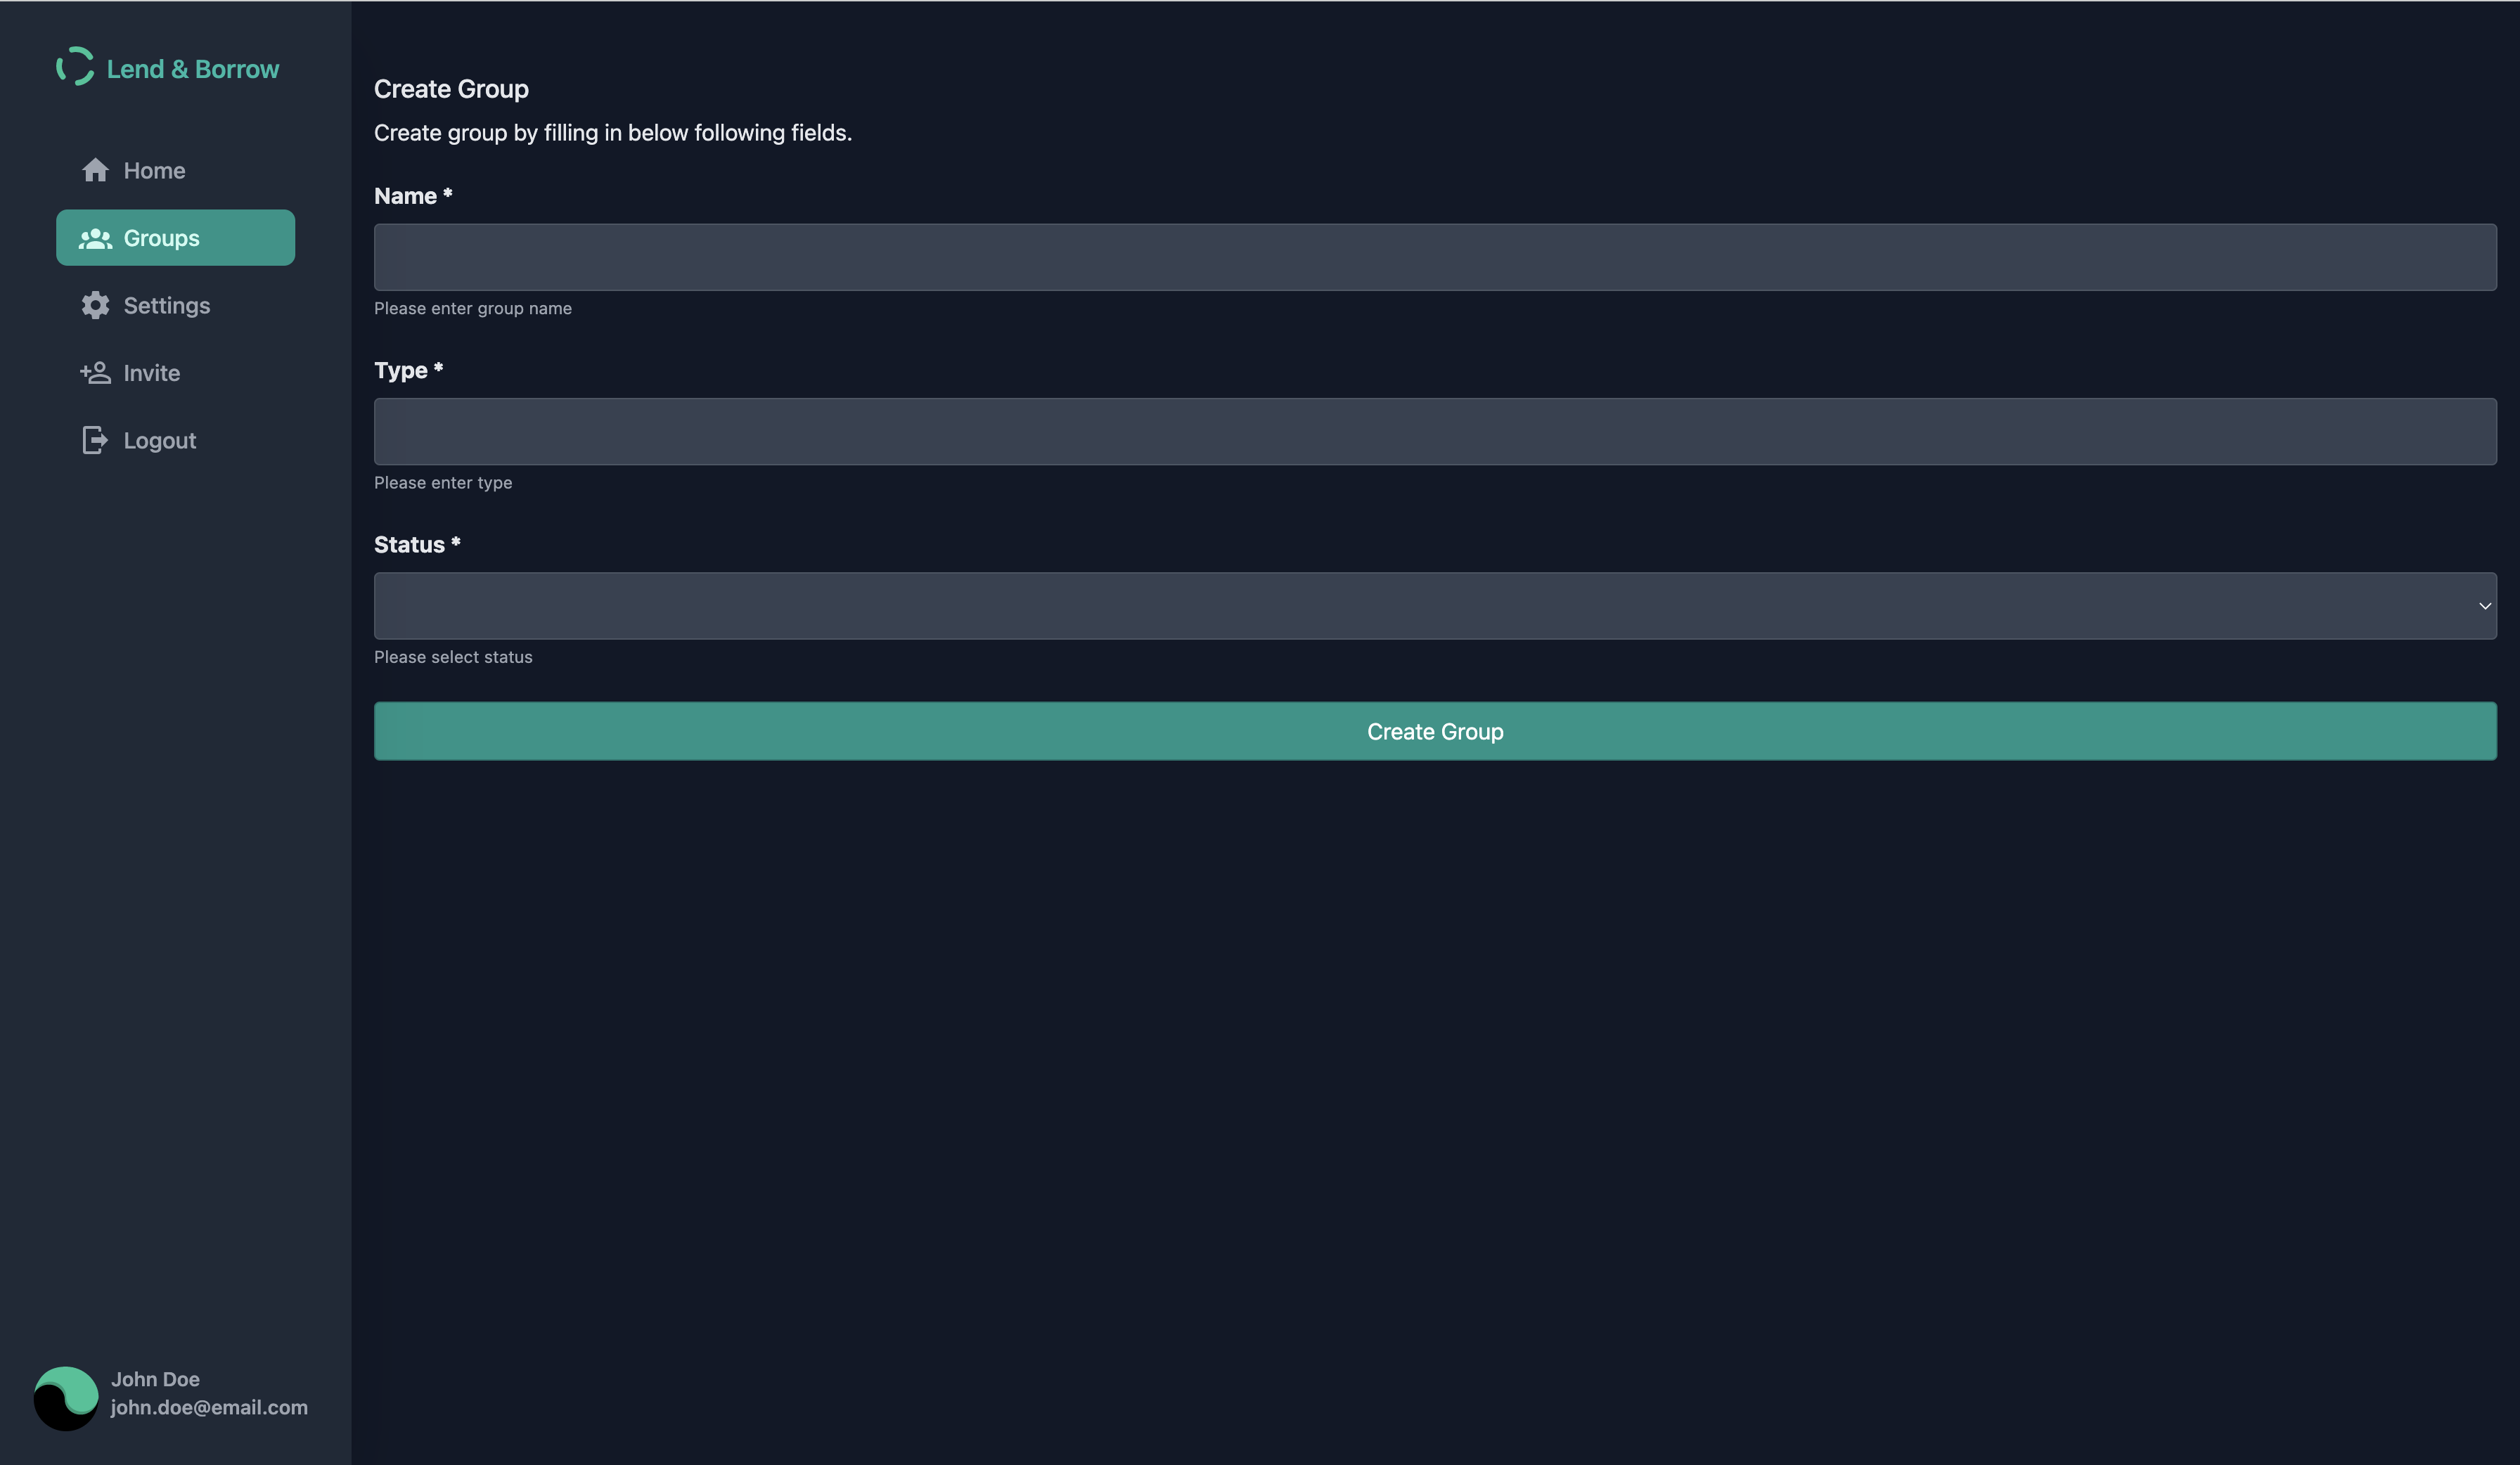 Lend & Borrow
Home
Groups
Settings
Invite
Logout
John Doe
john.doe@email.com
Create Group
Create group by filling in below following fields.
Name *
Please enter group name
Type *
Please enter type
Status *
Please select status
Create Group